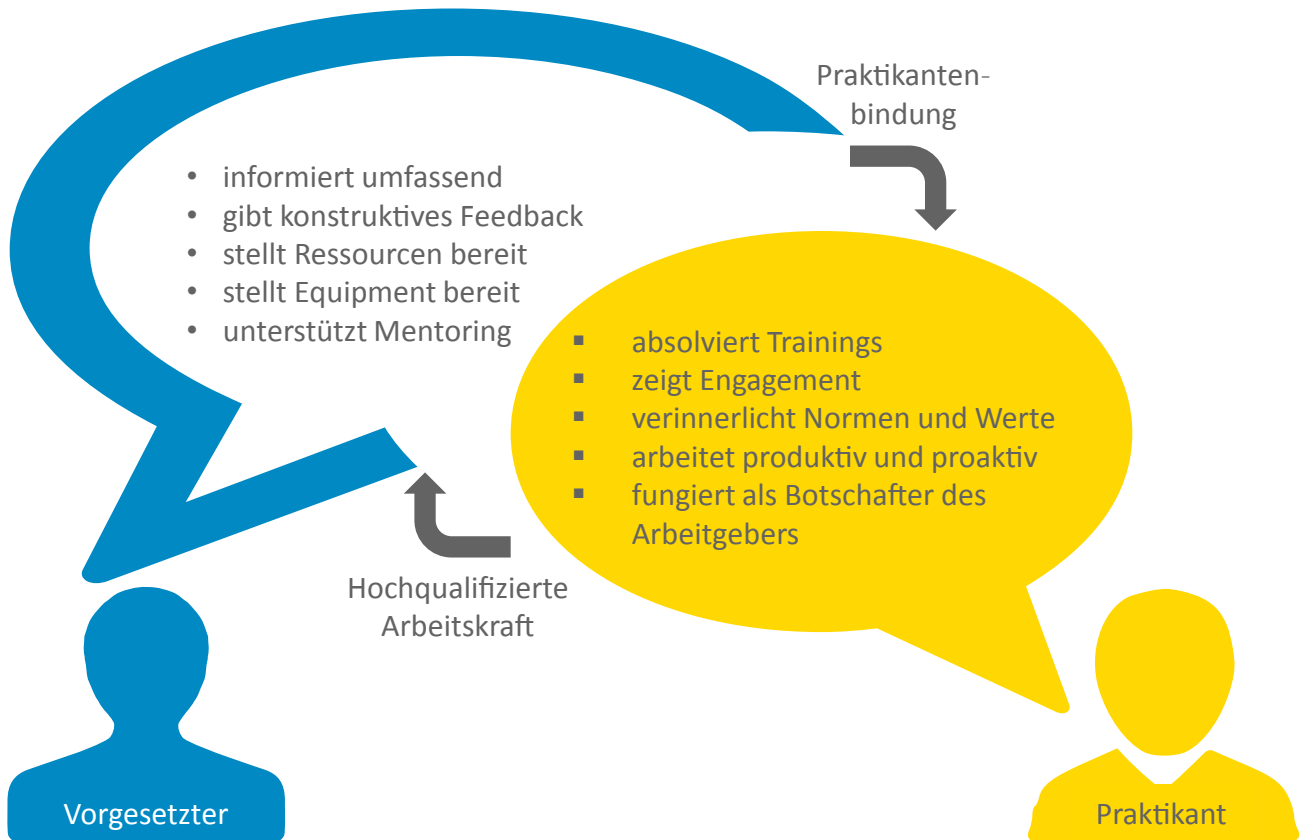 Praktikanten-
bindung
• informiert umfassend
• gibt konstruktives Feedback
• stellt Ressourcen bereit
• stellt Equipment bereit
• unterstützt Mentoring
▪ absolviert Trainings
▪ zeigt Engagement
▪ verinnerlicht Normen und Werte
▪ arbeitet produktiv und proaktiv
▪ fungiert als Botschafter des
Arbeitgebers
Hochqualifizierte
Arbeitskraft
Vorgesetzter
Praktikant